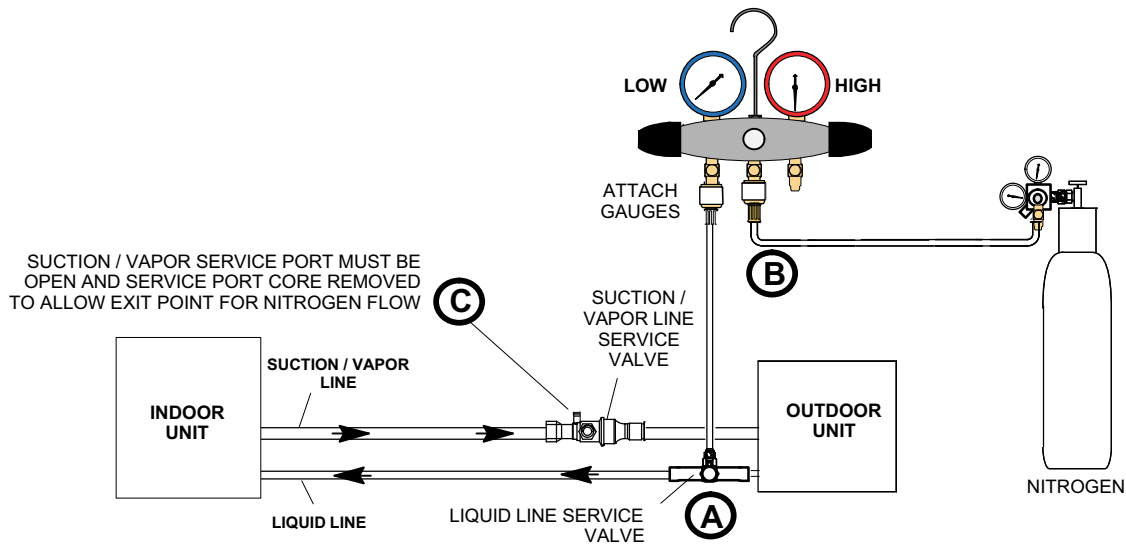 LOW
HIGH
ATTACH
GAUGES
B
SUCTION / VAPOR SERVICE PORT MUST BE
OPEN AND SERVICE PORT CORE REMOVED
TO ALLOW EXIT POINT FOR NITROGEN FLOW
C
SUCTION /
VAPOR LINE
SERVICE
VALVE
SUCTION / VAPOR
LINE
INDOOR
UNIT
OUTDOOR
UNIT
NITROGEN
LIQUID LINE
LIQUID LINE SERVICE
VALVE
A